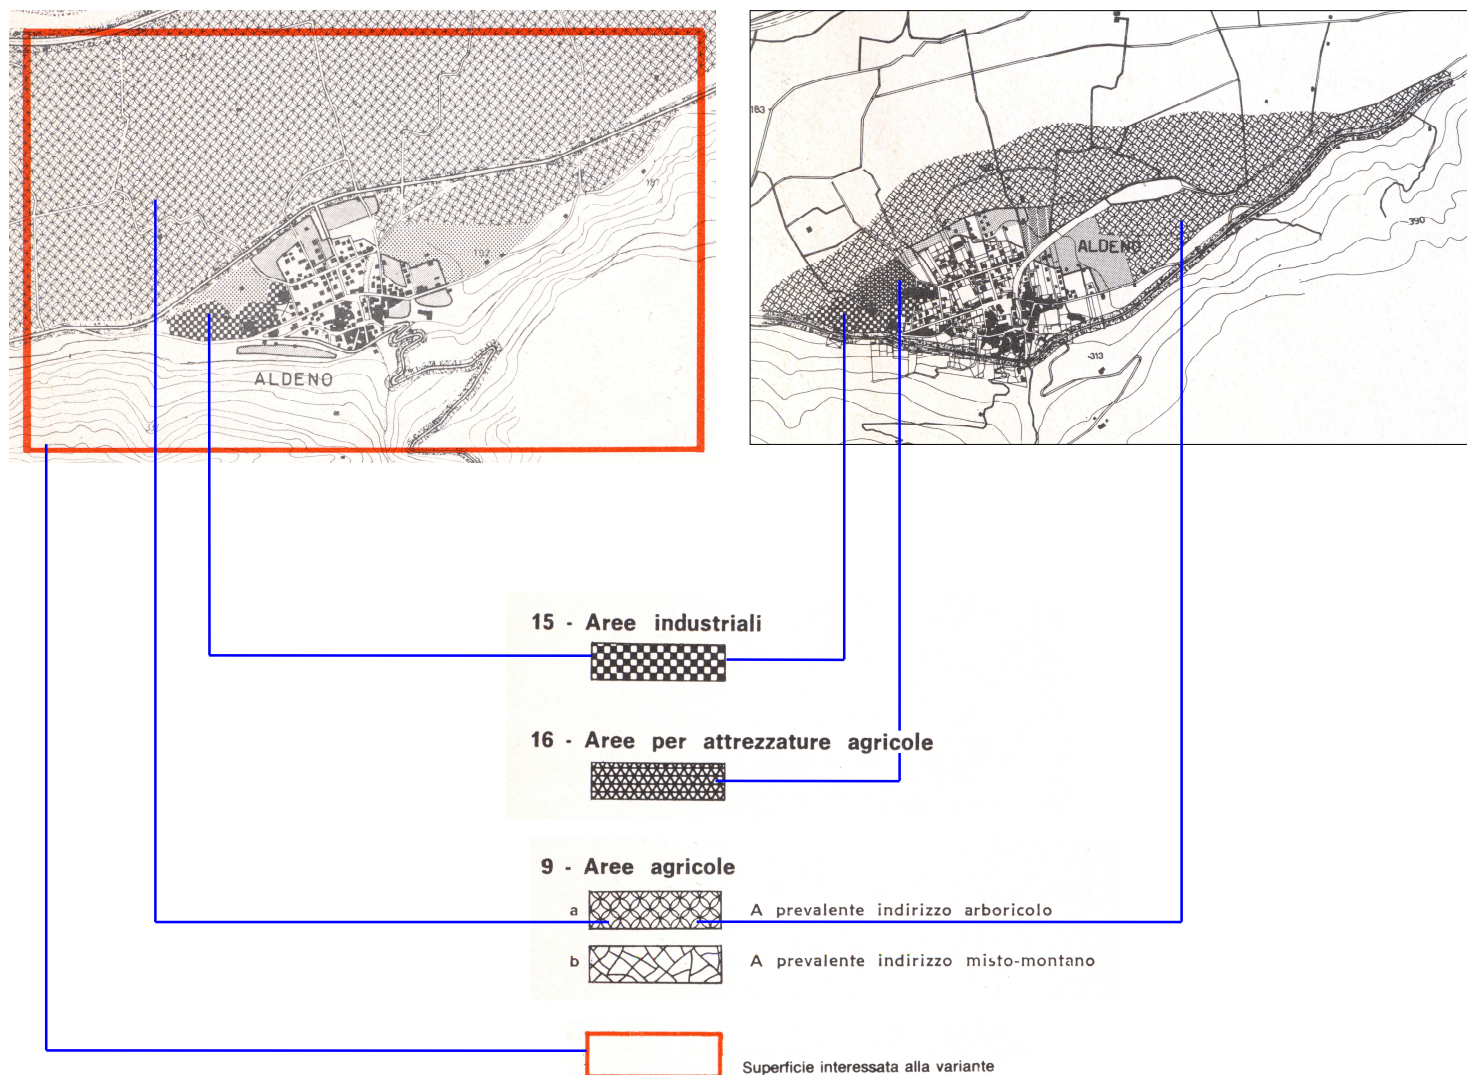 ALDENO
163
ALDENO
390
313
15 - Aree industriali
16 - Aree per attrezzature agricole
9 - Aree agricole
a A prevalente indirizzo arboricolo
b A prevalente indirizzo misto-montano
Superficie interessata alla variante